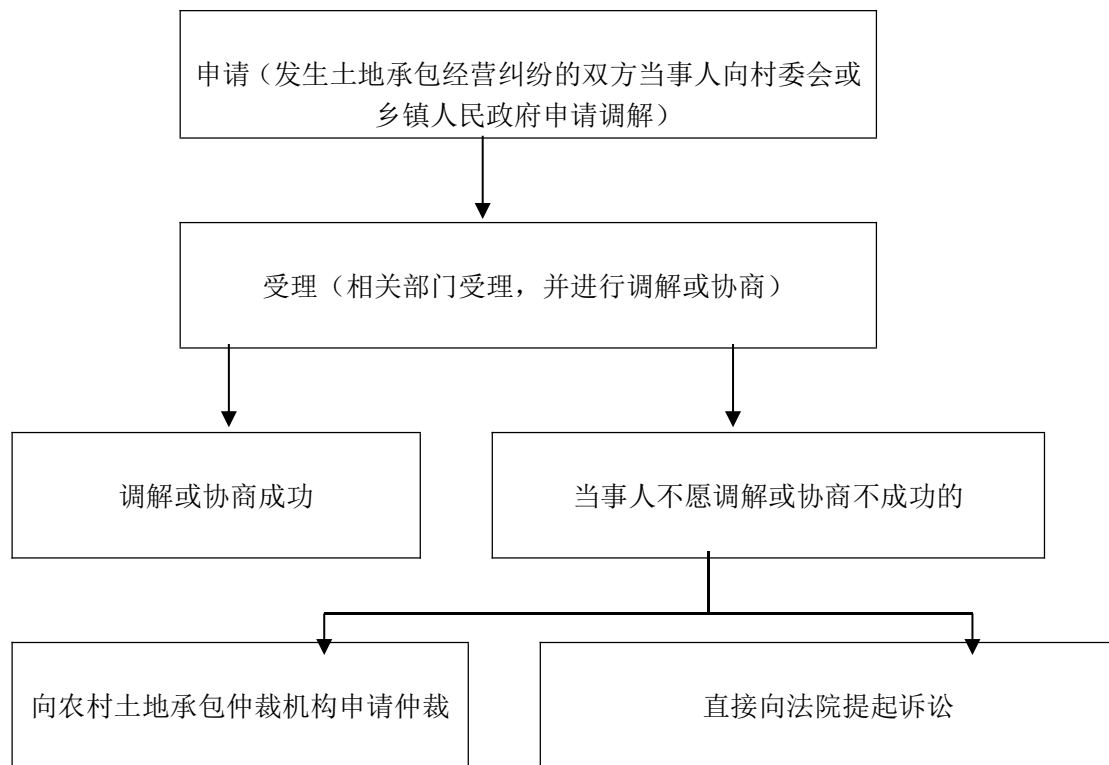 申请（发生土地承包经营纠纷的双方当事人向村委会或
乡镇人民政府申请调解）
受理（相关部门受理，并进行调解或协商）
调解或协商成功
当事人不愿调解或协商不成功的
向农村土地承包仲裁机构申请仲裁
直接向法院提起诉讼